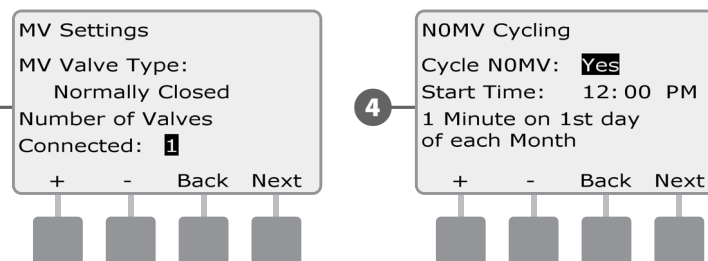 MV Settings
MV Valve Type:
Normally Closed
Number of Valves
Connected: 1
+ - Back Next
4
N0MV Cycling
Cycle N0MV: Yes
Start Time: 12:00 PM
1 Minute on 1st day
of each Month
+ - Back Next